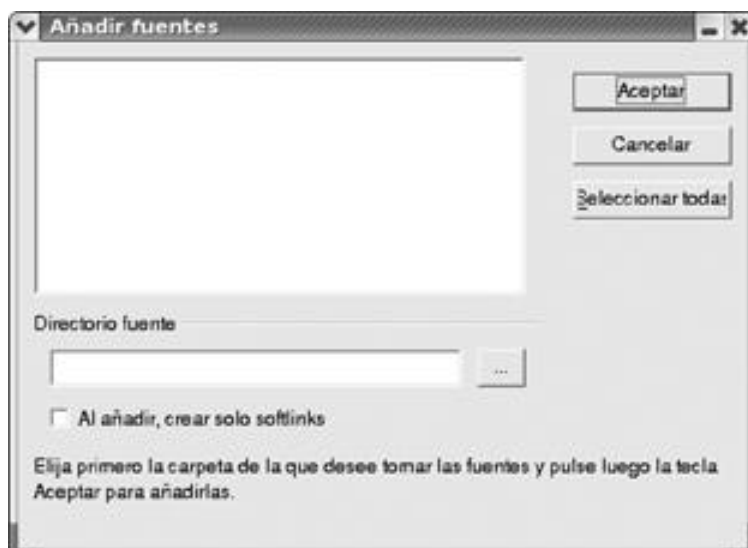 Añadir fuentes
Aceptar
Cancelar
Seleccionar todas
Directorio fuente
...
Al añadir, crear solo softlinks
Elija primero la carpeta de la que desee tomar las fuentes y pulse luego la tecla
Aceptar para añadirlas.